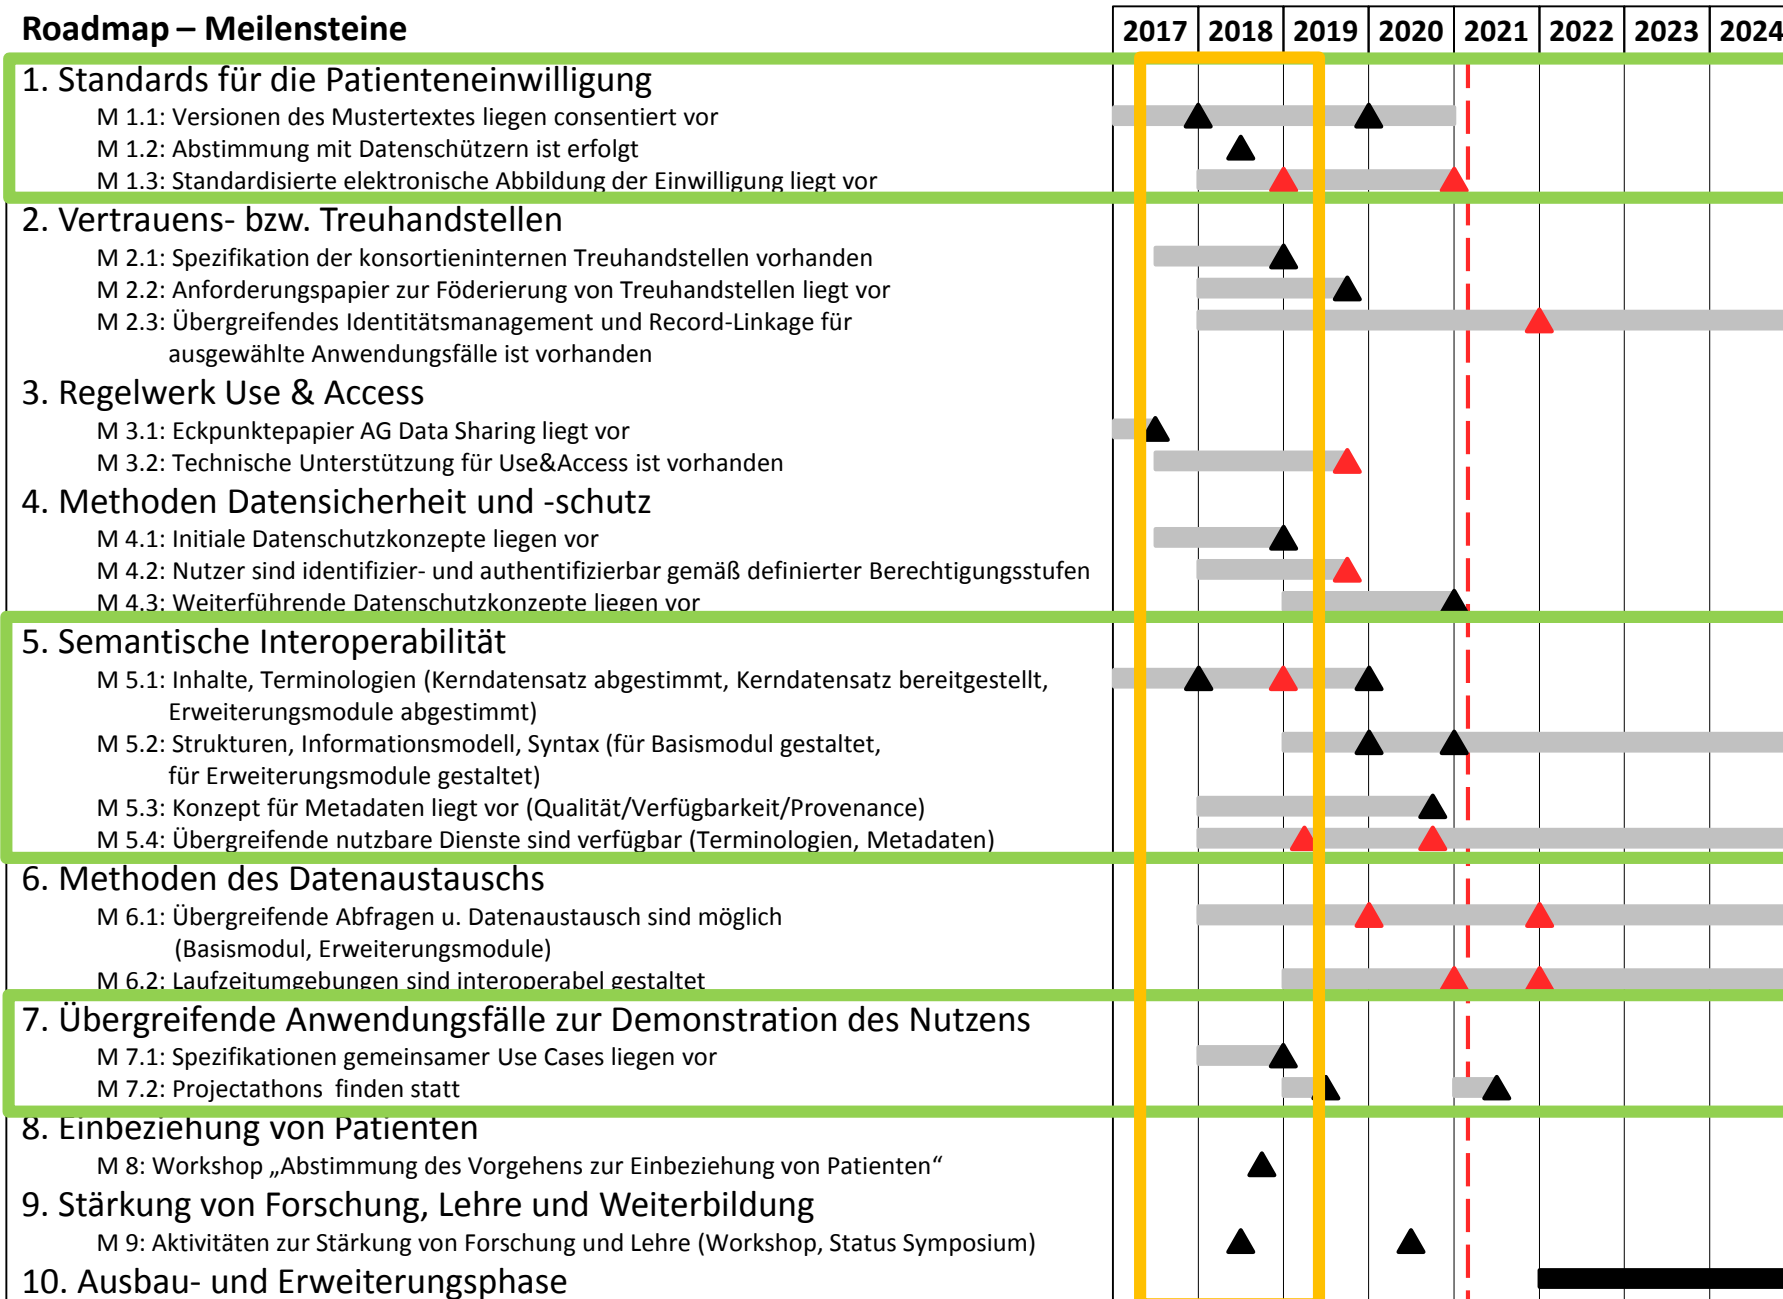 Roadmap – Meilensteine
2017 2018 2019 2020 2021 2022 2023 2024
1. Standards für die Patienteneinwilligung
M 1.1: Versionen des Mustertextes liegen consentiert vor
M 1.2: Abstimmung mit Datenschützern ist erfolgt
M 1.3: Standardisierte elektronische Abbildung der Einwilligung liegt vor
2. Vertrauens- bzw. Treuhandstellen
M 2.1: Spezifikation der konsortieninternen Treuhandstellen vorhanden
M 2.2: Anforderungspapier zur Föderierung von Treuhandstellen liegt vor
M 2.3: Übergreifendes Identitätsmanagement und Record-Linkage für
ausgewählte Anwendungsfälle ist vorhanden
3. Regelwerk Use & Access
M 3.1: Eckpunktepapier AG Data Sharing liegt vor
M 3.2: Technische Unterstützung für Use&Access ist vorhanden
4. Methoden Datensicherheit und -schutz
M 4.1: Initiale Datenschutzkonzepte liegen vor
M 4.2: Nutzer sind identifizier- und authentifizierbar gemäß definierter Berechtigungsstufen
M 4.3: Weiterführende Datenschutzkonzepte liegen vor
5. Semantische Interoperabilität
M 5.1: Inhalte, Terminologien (Kerndatensatz abgestimmt, Kerndatensatz bereitgestellt,
Erweiterungsmodule abgestimmt)
M 5.2: Strukturen, Informationsmodell, Syntax (für Basismodul gestaltet,
für Erweiterungsmodule gestaltet)
M 5.3: Konzept für Metadaten liegt vor (Qualität/Verfügbarkeit/Provenance)
M 5.4: Übergreifende nutzbare Dienste sind verfügbar (Terminologien, Metadaten)
6. Methoden des Datenaustauschs
M 6.1: Übergreifende Abfragen u. Datenaustausch sind möglich
(Basismodul, Erweiterungsmodule)
M 6.2: Laufzeitumgebungen sind interoperabel gestaltet
7. Übergreifende Anwendungsfälle zur Demonstration des Nutzens
M 7.1: Spezifikationen gemeinsamer Use Cases liegen vor
M 7.2: Projectathons finden statt
8. Einbeziehung von Patienten
M 8: Workshop „Abstimmung des Vorgehens zur Einbeziehung von Patienten“
9. Stärkung von Forschung, Lehre und Weiterbildung
M 9: Aktivitäten zur Stärkung von Forschung und Lehre (Workshop, Status Symposium)
10. Ausbau- und Erweiterungsphase